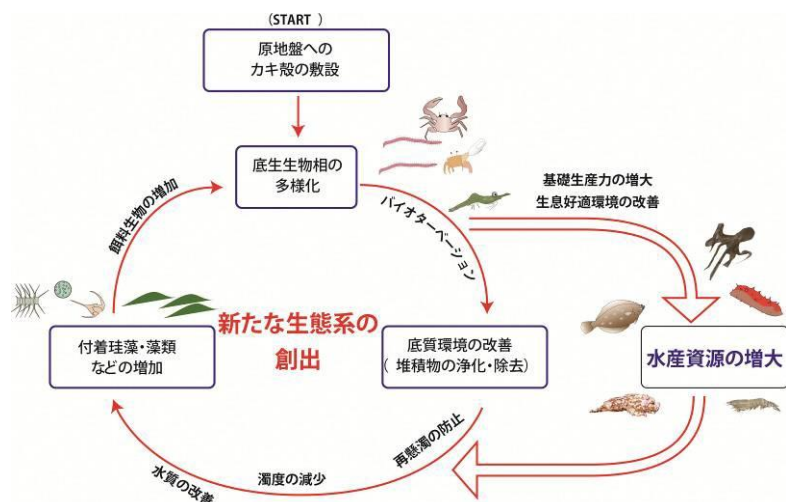 (START)
原地盤への
カキ殻の敷設
底生生物相の
多様化
餌料生物の増加
バイオターベーション
基礎生産力の増大
生息好適環境の改善
新たな生態系の
創出
付着珪藻・藻類
などの増加
底質環境の改善
(堆積物の浄化・除去)
水産資源の増大
再懸濁の防止
濁度の減少
水質の改善